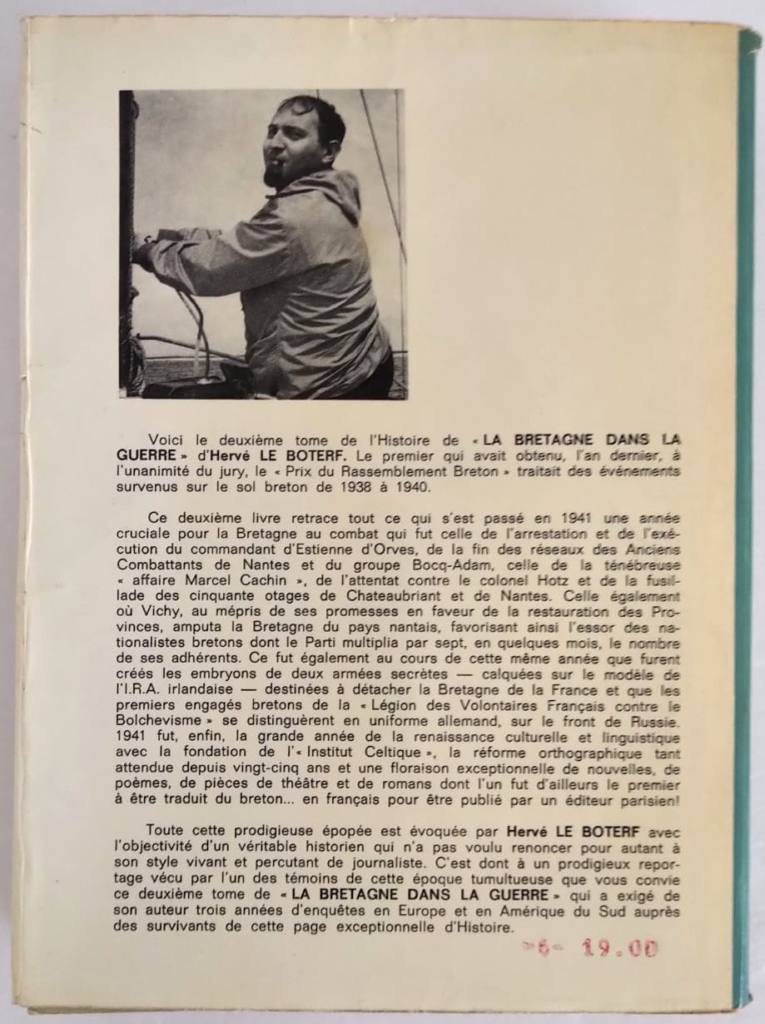 Voici le deuxième tome de l'Histoire de « LA BRETAGNE DANS LA
GUERRE » d'Hervé LE BOTERF. Le premier qui avait obtenu, l'an dernier, à
l'unanimité du jury, le « Prix du Rassemblement Breton » traitait des événements
survenus sur le sol breton de 1938 à 1940.
Ce deuxième livre retrace tout ce qui s'est passé en 1941 une année
cruciale pour la Bretagne au combat qui fut celle de l'arrestation et de l'exé-
cution du commandant d'Estienne d'Orves, de la fin des réseaux des Anciens
Combattants de Nantes et du groupe Bocq-Adam, celle de la ténébreuse
« affaire Marcel Cachin », de l'attentat contre le colonel Hotz et de la fusil-
lade des cinquante otages de Chateaubriant et de Nantes. Celle également
où Vichy, au mépris de ses promesses en faveur de la restauration des Pro-
vinces, amputa la Bretagne du pays nantais, favorisant ainsi l'essor des na-
tionalistes bretons dont le Parti multiplia par sept, en quelques mois, le nombre
de ses adhérents. Ce fut également au cours de cette même année que furent
créés les embryons de deux armées secrètes — calquées sur le modèle de
l'I.R.A. irlandaise — destinées à détacher la Bretagne de la France et que les
premiers engagés bretons de la « Légion des Volontaires Français contre le
Bolchevisme » se distinguèrent en uniforme allemand, sur le front de Russie.
1941 fut, enfin, la grande année de la renaissance culturelle et linguistique
avec la fondation de l'« Institut Celtique », la réforme orthographique tant
attendue depuis vingt-cinq ans et une floraison exceptionnelle de nouvelles, de
poèmes, de pièces de théâtre et de romans dont l'un fut d'ailleurs le premier
à être traduit du breton... en français pour être publié par un éditeur parisien!
Toute cette prodigieuse épopée est évoquée par Hervé LE BOTERF avec
l'objectivité d'un véritable historien qui n'a pas voulu renoncer pour autant à
son style vivant et percutant de journaliste. C'est dont à un prodigieux repor-
tage vécu par l'un des témoins de cette époque tumultueuse que vous convie
ce deuxième tome de « LA BRETAGNE DANS LA GUERRE » qui a exigé de
son auteur trois années d'enquêtes en Europe et en Amérique du Sud auprès
des survivants de cette page exceptionnelle d'Histoire.
-6- 19.00